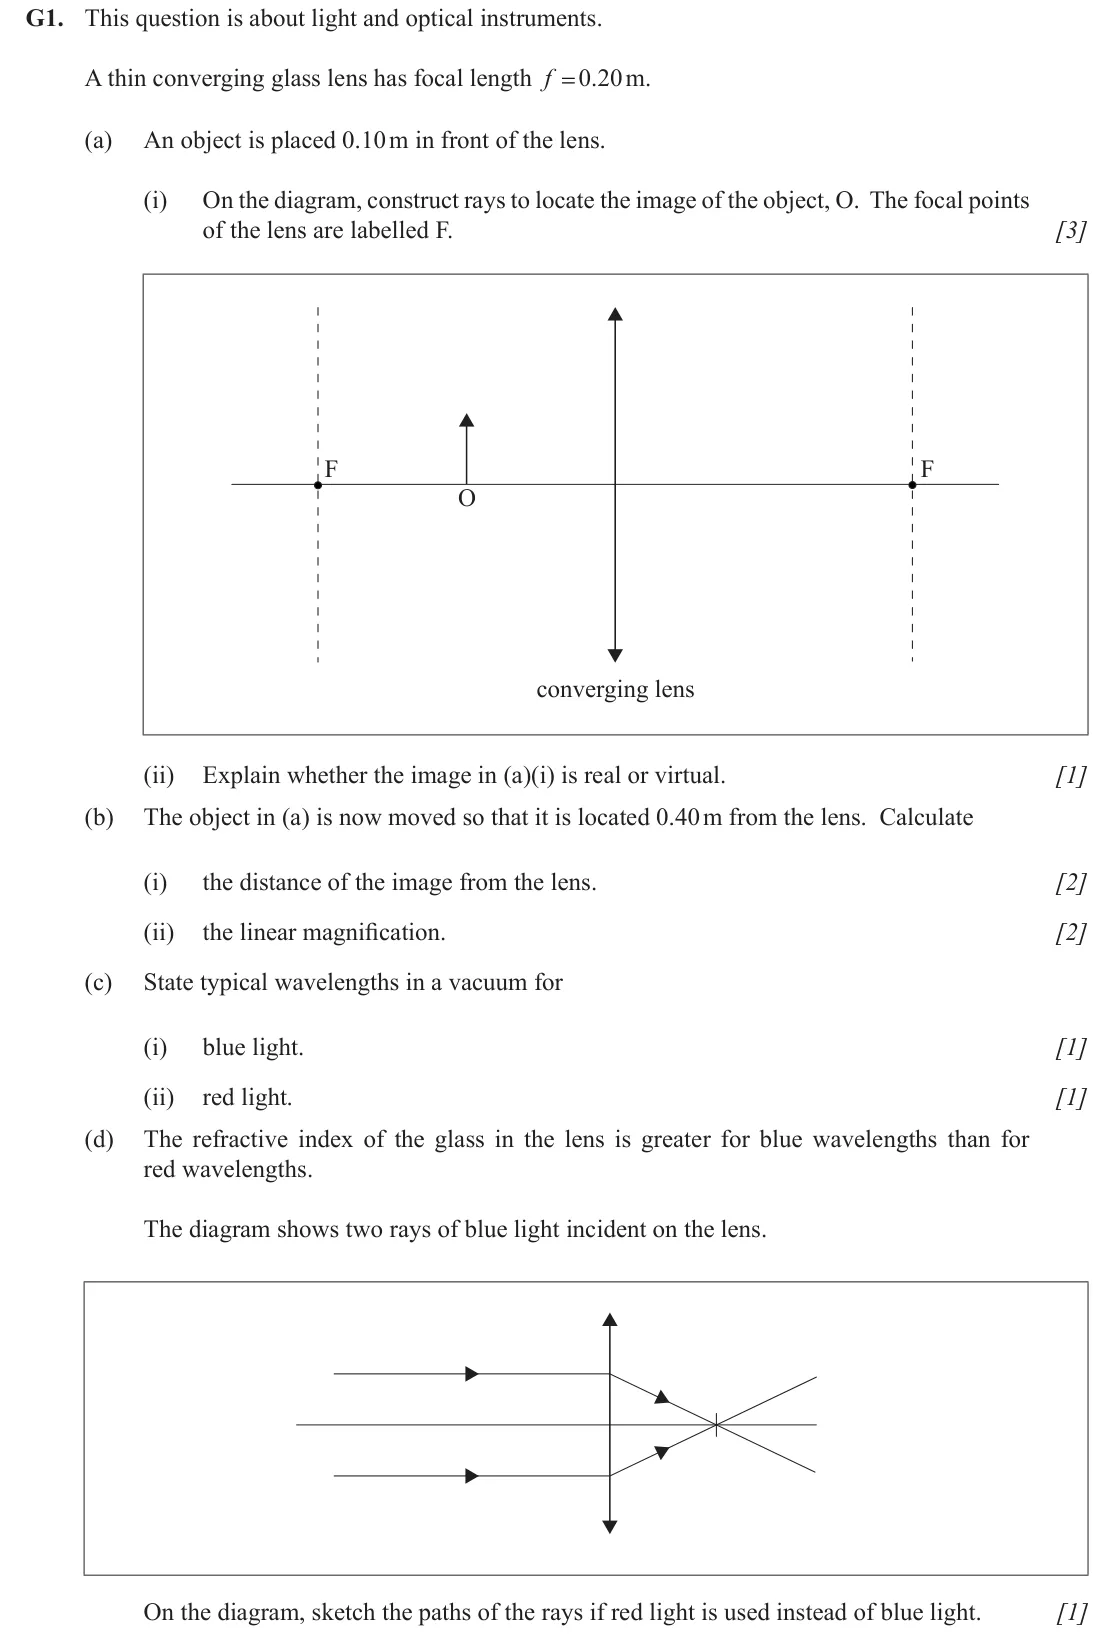 G1. This question is about light and optical instruments.
A thin converging glass lens has focal length f = 0.20 m.
(a) An object is placed 0.10 m in front of the lens.
(i) On the diagram, construct rays to locate the image of the object, O. The focal points
of the lens are labelled F. [3]
F
F
O
converging lens
(ii) Explain whether the image in (a)(i) is real or virtual. [1]
(b) The object in (a) is now moved so that it is located 0.40 m from the lens. Calculate
(i) the distance of the image from the lens. [2]
(ii) the linear magnification. [2]
(c) State typical wavelengths in a vacuum for
(i) blue light. [1]
(ii) red light. [1]
(d) The refractive index of the glass in the lens is greater for blue wavelengths than for
red wavelengths.
The diagram shows two rays of blue light incident on the lens.
On the diagram, sketch the paths of the rays if red light is used instead of blue light. [1]